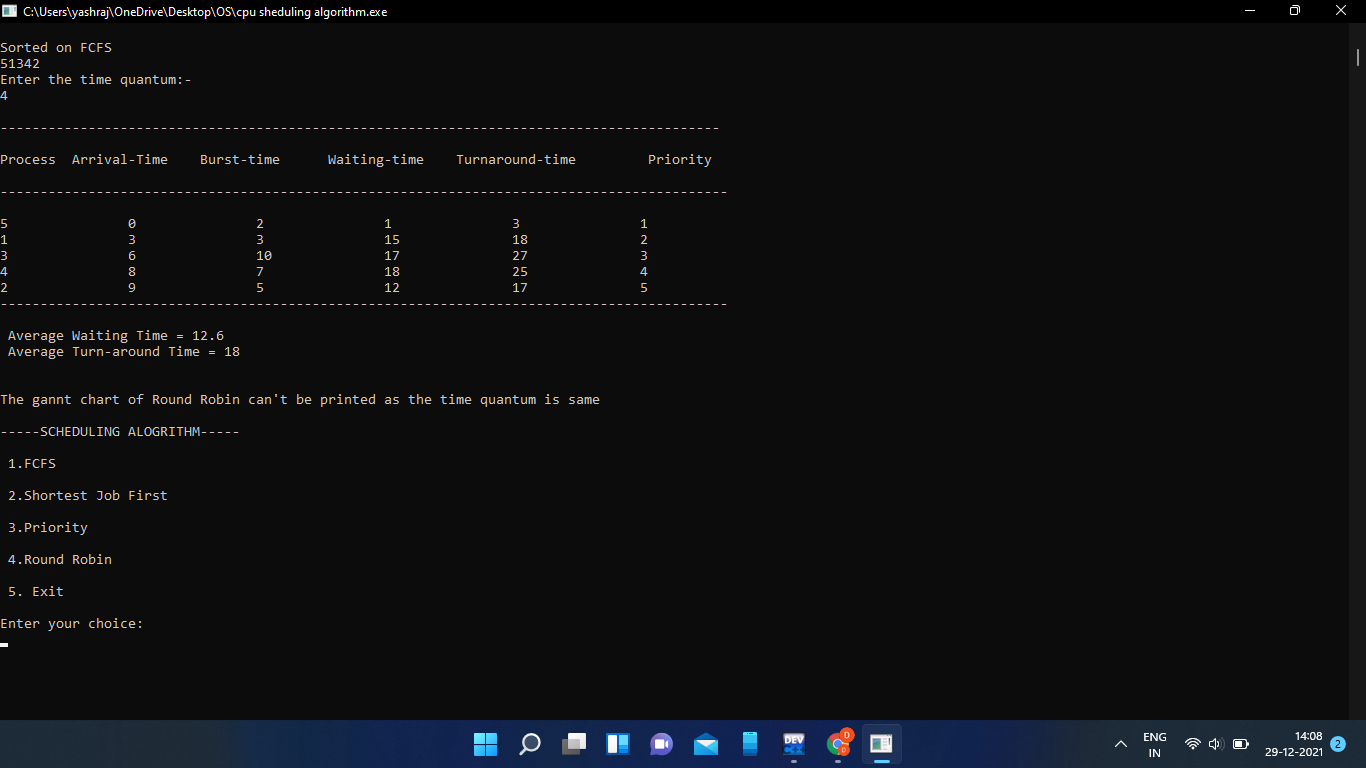 C:\Users\yashraj\OneDrive\Desktop\OS\cpu sheduling algorithm.exe
Sorted on FCFS
51342
Enter the time quantum:-
4
------------------------------------------------------------------------------------------
Process  Arrival-Time    Burst-time      Waiting-time    Turnaround-time         Priority
-------------------------------------------------------------------------------------------
5               0               2               1               3               1
1               3               3               15              18              2
3               6               10              17              27              3
4               8               7               18              25              4
2               9               5               12              17              5
-------------------------------------------------------------------------------------------
Average Waiting Time = 12.6
Average Turn-around Time = 18
The gannt chart of Round Robin can't be printed as the time quantum is same
-----SCHEDULING ALOGRITHM-----
1.FCFS
2.Shortest Job First
3.Priority
4.Round Robin
5. Exit
Enter your choice:
DEV
D
D
ENG
IN
14:08
29-12-2021
2